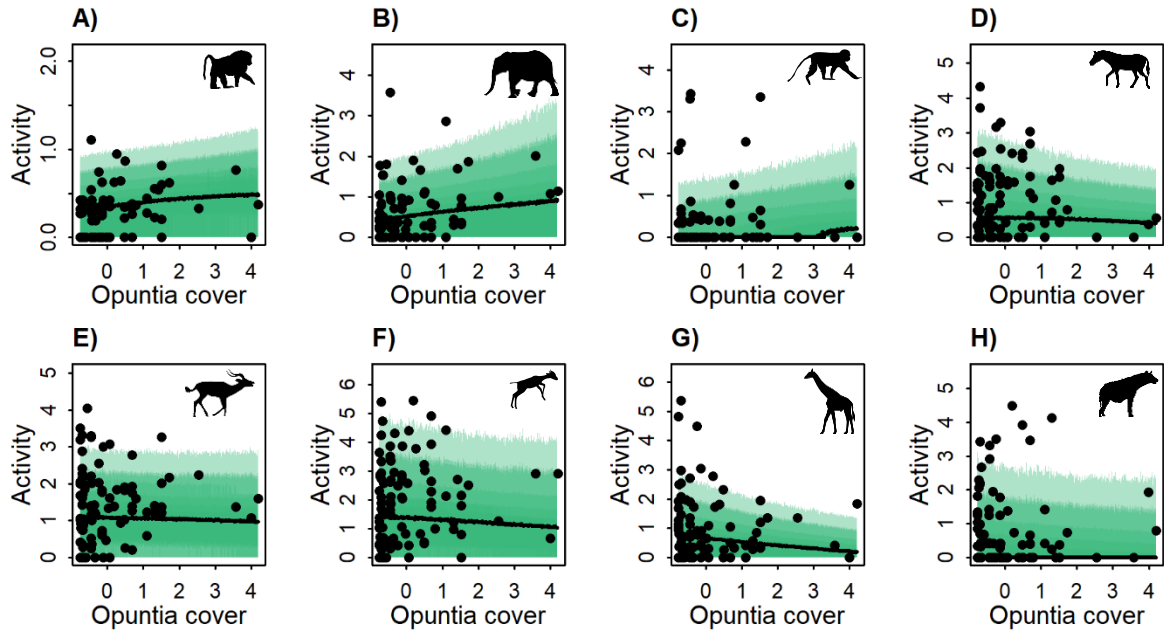 A) B) C) D)
Activity 0.0 1.0 2.0
Activity 0 1 2 3 4
Activity 0 1 2 3 4
Activity 0 1 2 3 4 5
0 1 2 3 4 0 1 2 3 4 0 1 2 3 4 0 1 2 3 4
Opuntia cover Opuntia cover Opuntia cover Opuntia cover
E) F) G) H)
Activity 0 1 2 3 4 5
Activity 0 1 2 3 4 5 6
Activity 0 1 2 3 4 5 6
Activity 0 1 2 3 4 5
0 1 2 3 4 0 1 2 3 4 0 1 2 3 4 0 1 2 3 4
Opuntia cover Opuntia cover Opuntia cover Opuntia cover